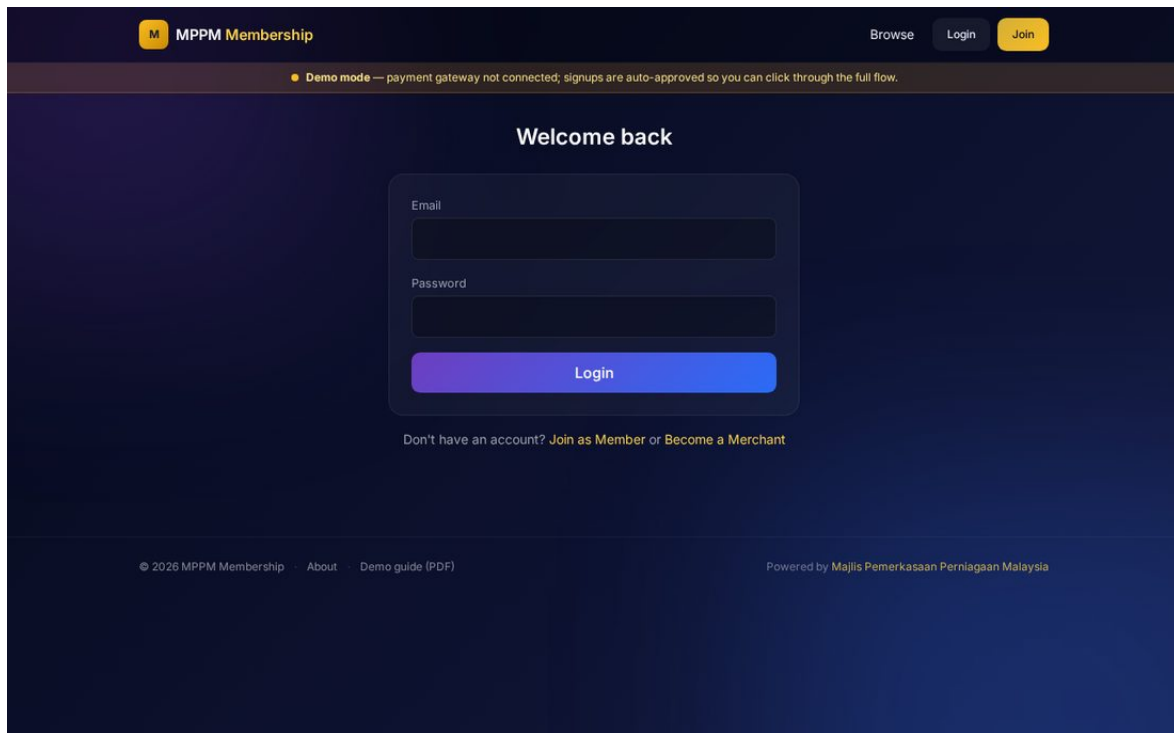 M MPPM Membership
Browse Login Join
Demo mode — payment gateway not connected; signups are auto-approved so you can click through the full flow.
Welcome back
Email
Password
Login
Don't have an account? Join as Member or Become a Merchant
© 2026 MPPM Membership · About · Demo guide (PDF)
Powered by Majlis Pemerkasaan Perniagaan Malaysia